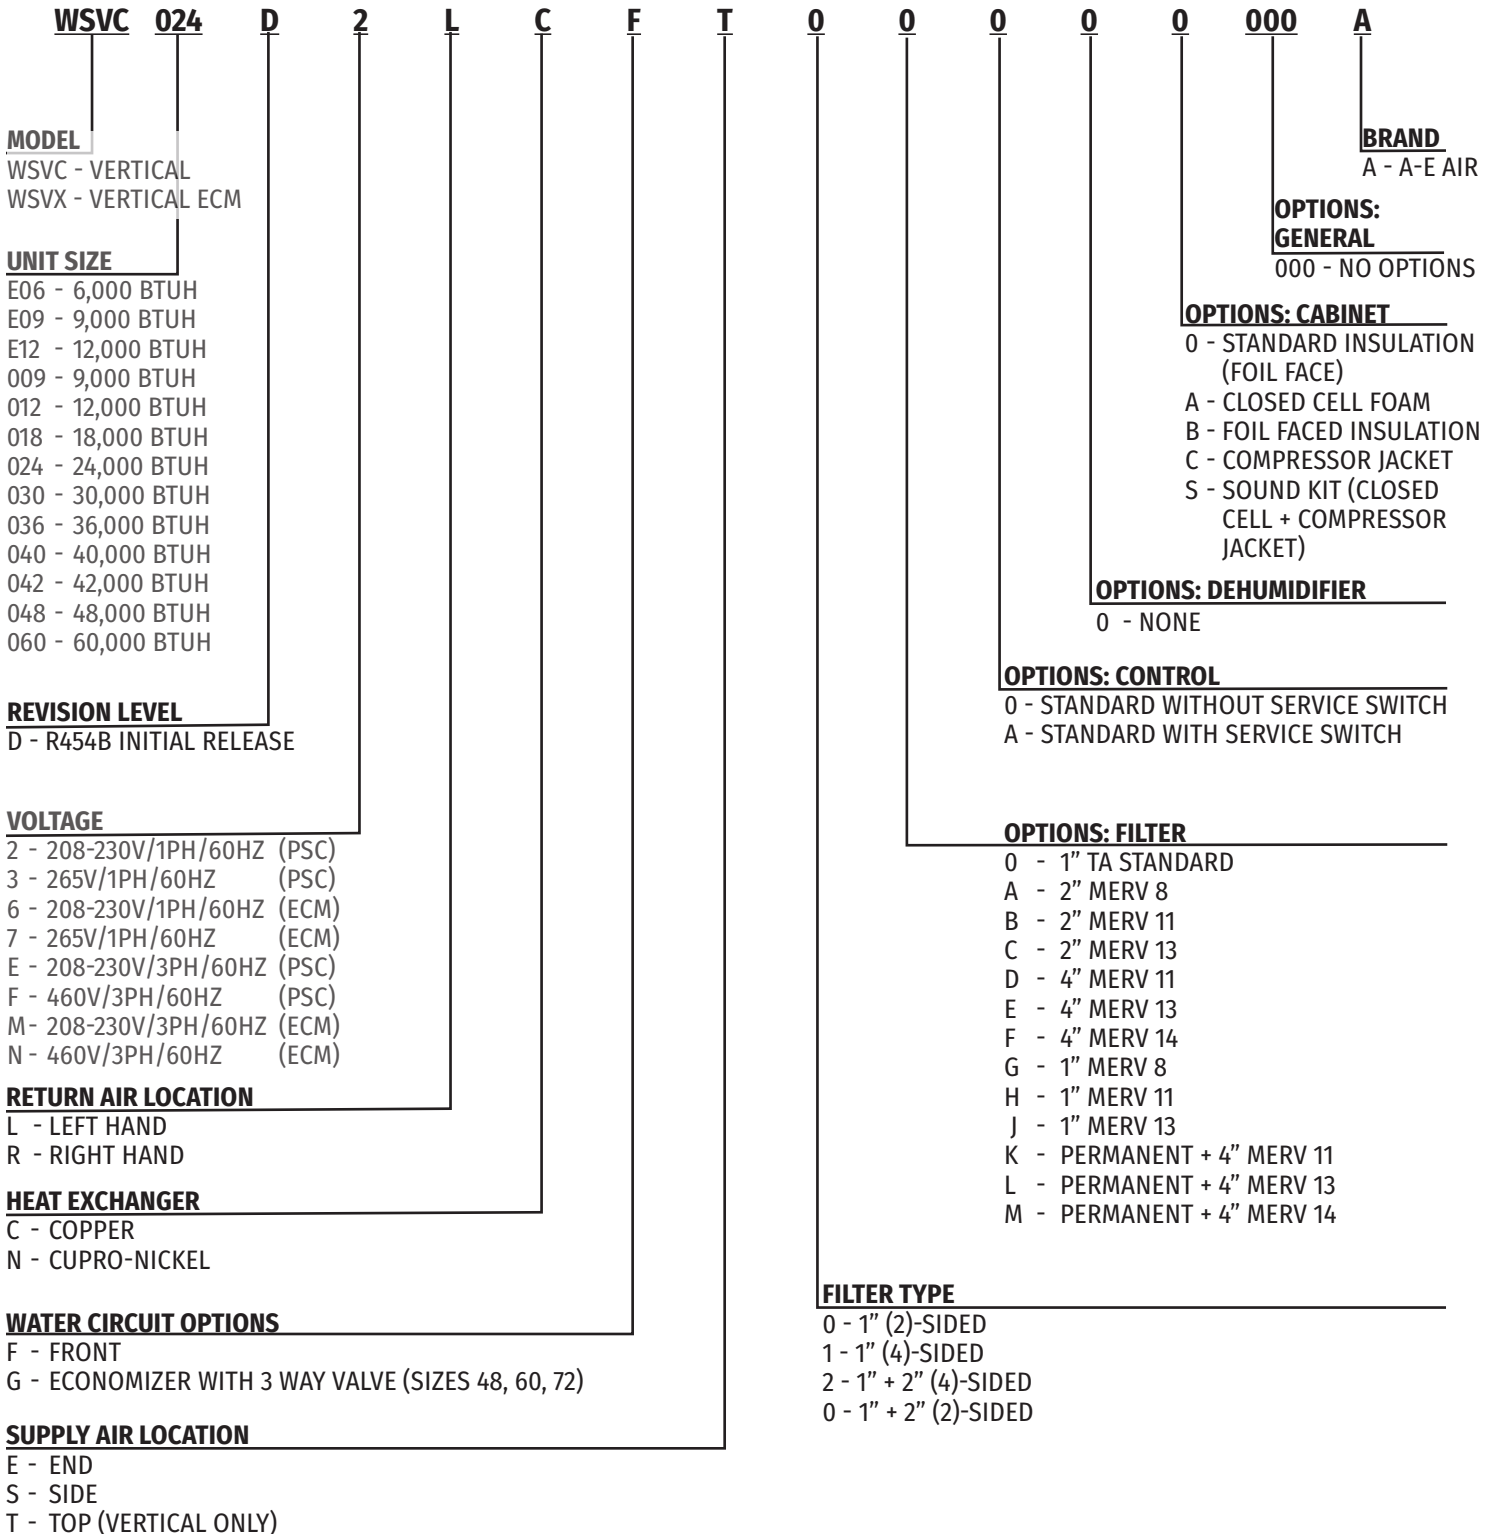 WSVC 024 D 2 L C F T 0 0 0 0 0 000 A
MODEL
WSVC - VERTICAL
WSVX - VERTICAL ECM
UNIT SIZE
E06 - 6,000 BTUH
E09 - 9,000 BTUH
E12 - 12,000 BTUH
009 - 9,000 BTUH
012 - 12,000 BTUH
018 - 18,000 BTUH
024 - 24,000 BTUH
030 - 30,000 BTUH
036 - 36,000 BTUH
040 - 40,000 BTUH
042 - 42,000 BTUH
048 - 48,000 BTUH
060 - 60,000 BTUH
REVISION LEVEL
D - R454B INITIAL RELEASE
VOLTAGE
2 - 208-230V/1PH/60HZ (PSC)
3 - 265V/1PH/60HZ (PSC)
6 - 208-230V/1PH/60HZ (ECM)
7 - 265V/1PH/60HZ (ECM)
E - 208-230V/3PH/60HZ (PSC)
F - 460V/3PH/60HZ (PSC)
M - 208-230V/3PH/60HZ (ECM)
N - 460V/3PH/60HZ (ECM)
RETURN AIR LOCATION
L - LEFT HAND
R - RIGHT HAND
HEAT EXCHANGER
C - COPPER
N - CUPRO-NICKEL
WATER CIRCUIT OPTIONS
F - FRONT
G - ECONOMIZER WITH 3 WAY VALVE (SIZES 48, 60, 72)
SUPPLY AIR LOCATION
E - END
S - SIDE
T - TOP (VERTICAL ONLY)
BRAND
A - A-E AIR
OPTIONS:
GENERAL
000 - NO OPTIONS
OPTIONS: CABINET
0 - STANDARD INSULATION
(FOIL FACE)
A - CLOSED CELL FOAM
B - FOIL FACED INSULATION
C - COMPRESSOR JACKET
S - SOUND KIT (CLOSED
CELL + COMPRESSOR
JACKET)
OPTIONS: DEHUMIDIFIER
0 - NONE
OPTIONS: CONTROL
0 - STANDARD WITHOUT SERVICE SWITCH
A - STANDARD WITH SERVICE SWITCH
OPTIONS: FILTER
0 - 1” TA STANDARD
A - 2” MERV 8
B - 2” MERV 11
C - 2” MERV 13
D - 4” MERV 11
E - 4” MERV 13
F - 4” MERV 14
G - 1” MERV 8
H - 1” MERV 11
J - 1” MERV 13
K - PERMANENT + 4” MERV 11
L - PERMANENT + 4” MERV 13
M - PERMANENT + 4” MERV 14
FILTER TYPE
0 - 1” (2)-SIDED
1 - 1” (4)-SIDED
2 - 1” + 2” (4)-SIDED
0 - 1” + 2” (2)-SIDED